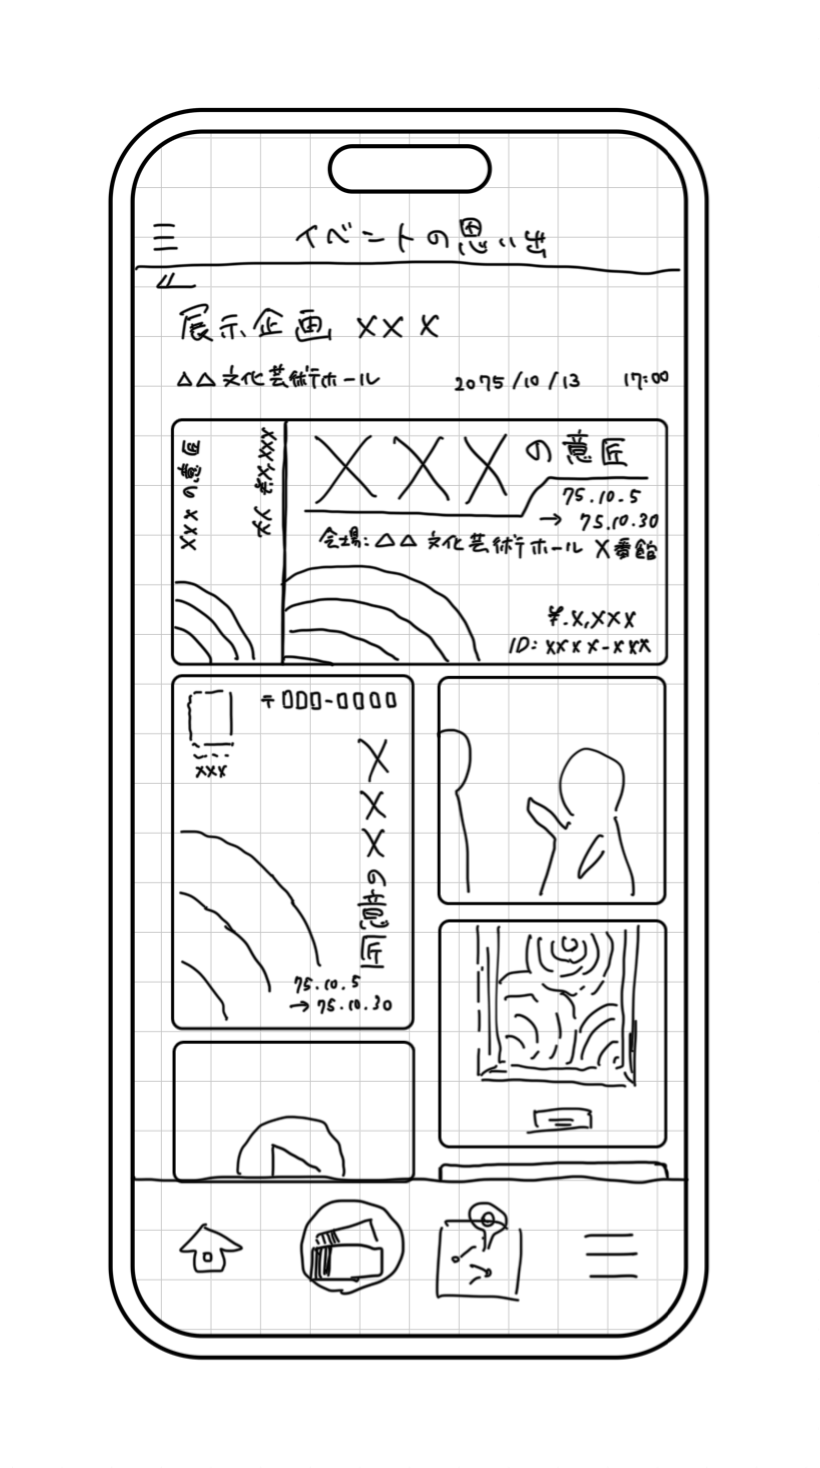 イベントの思い出
展示企画 XXX
△△文化芸術ホール 2075/10/13 17:00
XXXの意匠
XXXの意匠
75.10.5
→ 75.10.30
会場:△△文化芸術ホール X番館
¥.X,XXX
ID:XXXX-XXX
〒000-0000
XXX
XXXの意匠
75.10.5
→ 75.10.30